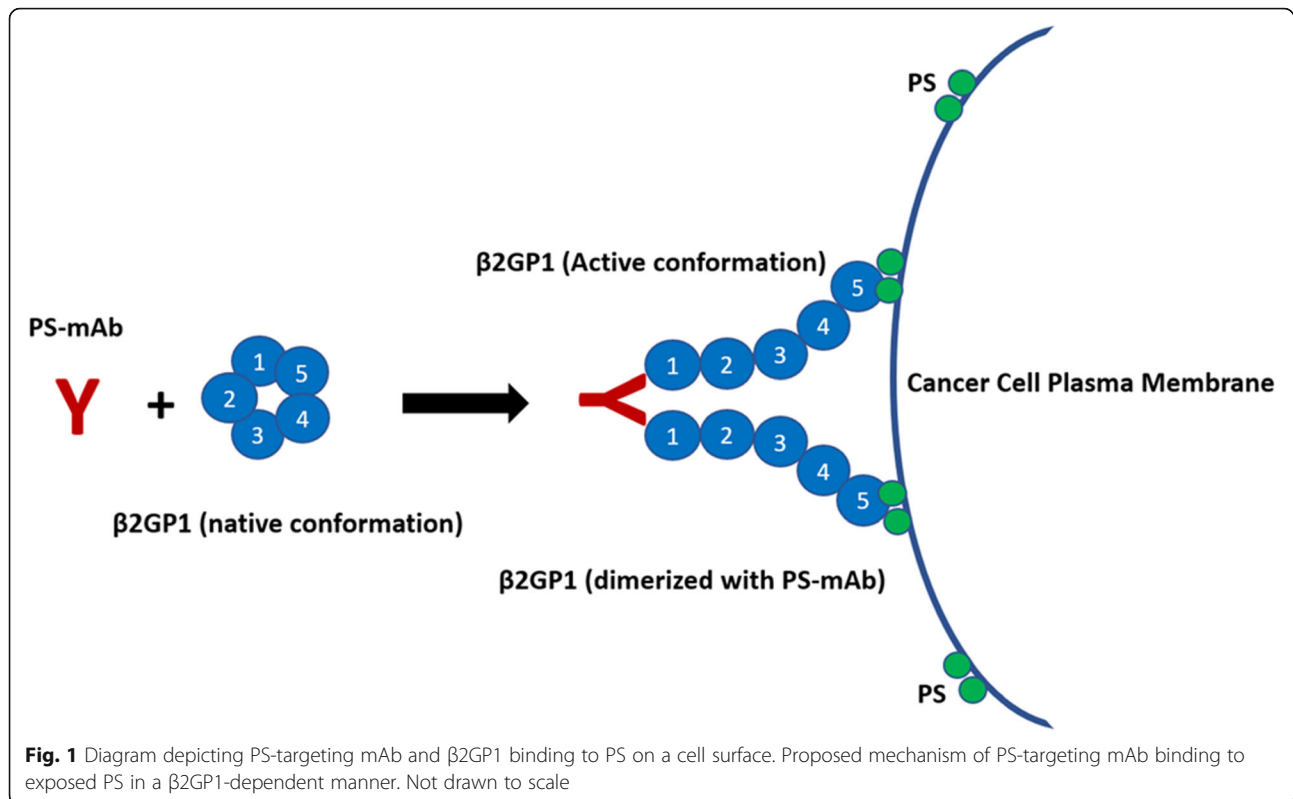 PS
β2GP1 (Active conformation)
5
4
PS-mAb
1
5
2
+
4
3
1
2
3
Cancer Cell Plasma Membrane
1
2
3
4
5
β2GP1 (native conformation)
β2GP1 (dimerized with PS-mAb)
PS
Fig. 1 Diagram depicting PS-targeting mAb and β2GP1 binding to PS on a cell surface. Proposed mechanism of PS-targeting mAb binding to
exposed PS in a β2GP1-dependent manner. Not drawn to scale